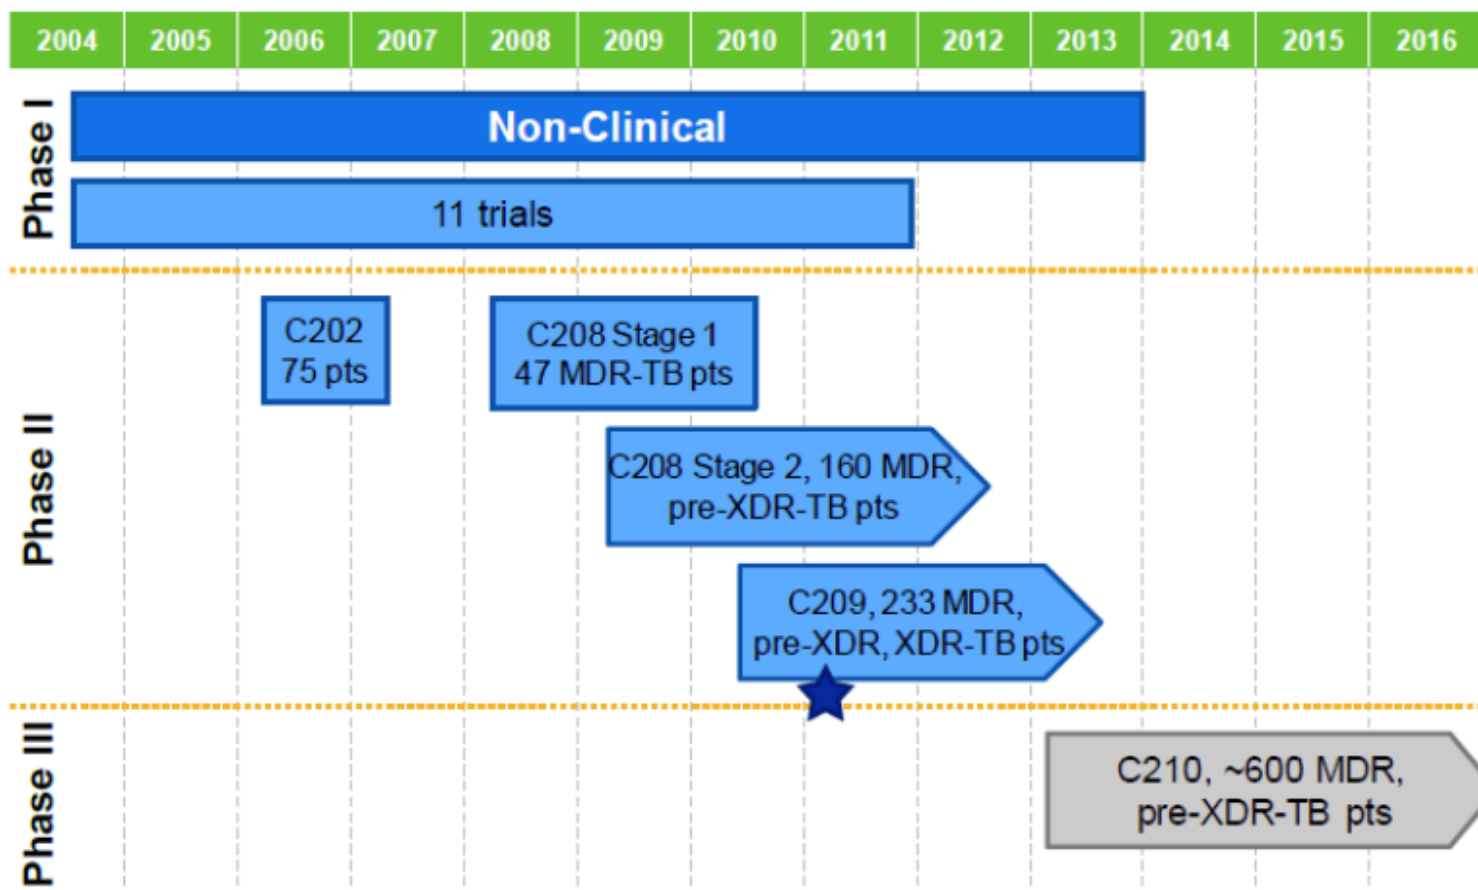 2004 2005 2006 2007 2008 2009 2010 2011 2012 2013 2014 2015 2016
Phase I
Non-Clinical
11 trials
Phase II
C202
75 pts
C208 Stage 1
47 MDR-TB pts
C208 Stage 2, 160 MDR,
pre-XDR-TB pts
C209, 233 MDR,
pre-XDR, XDR-TB pts
Phase III
C210, ~600 MDR,
pre-XDR-TB pts